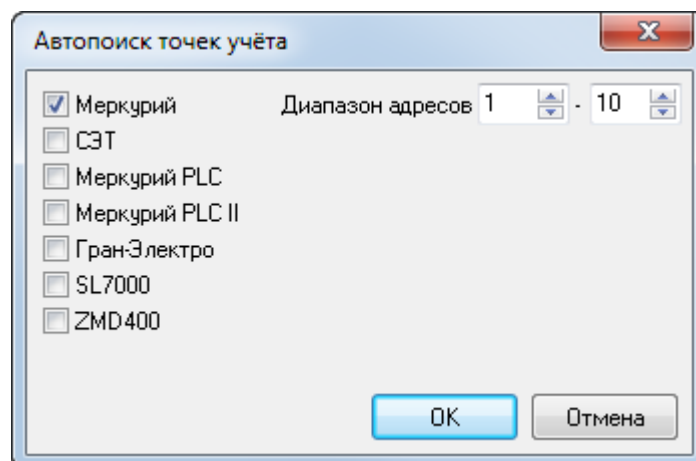 Автопоиск точек учёта
Меркурий Диапазон адресов 1 - 10
СЭТ
Меркурий PLC
Меркурий PLC II
Гран-Электро
SL7000
ZMD400
OK Отмена